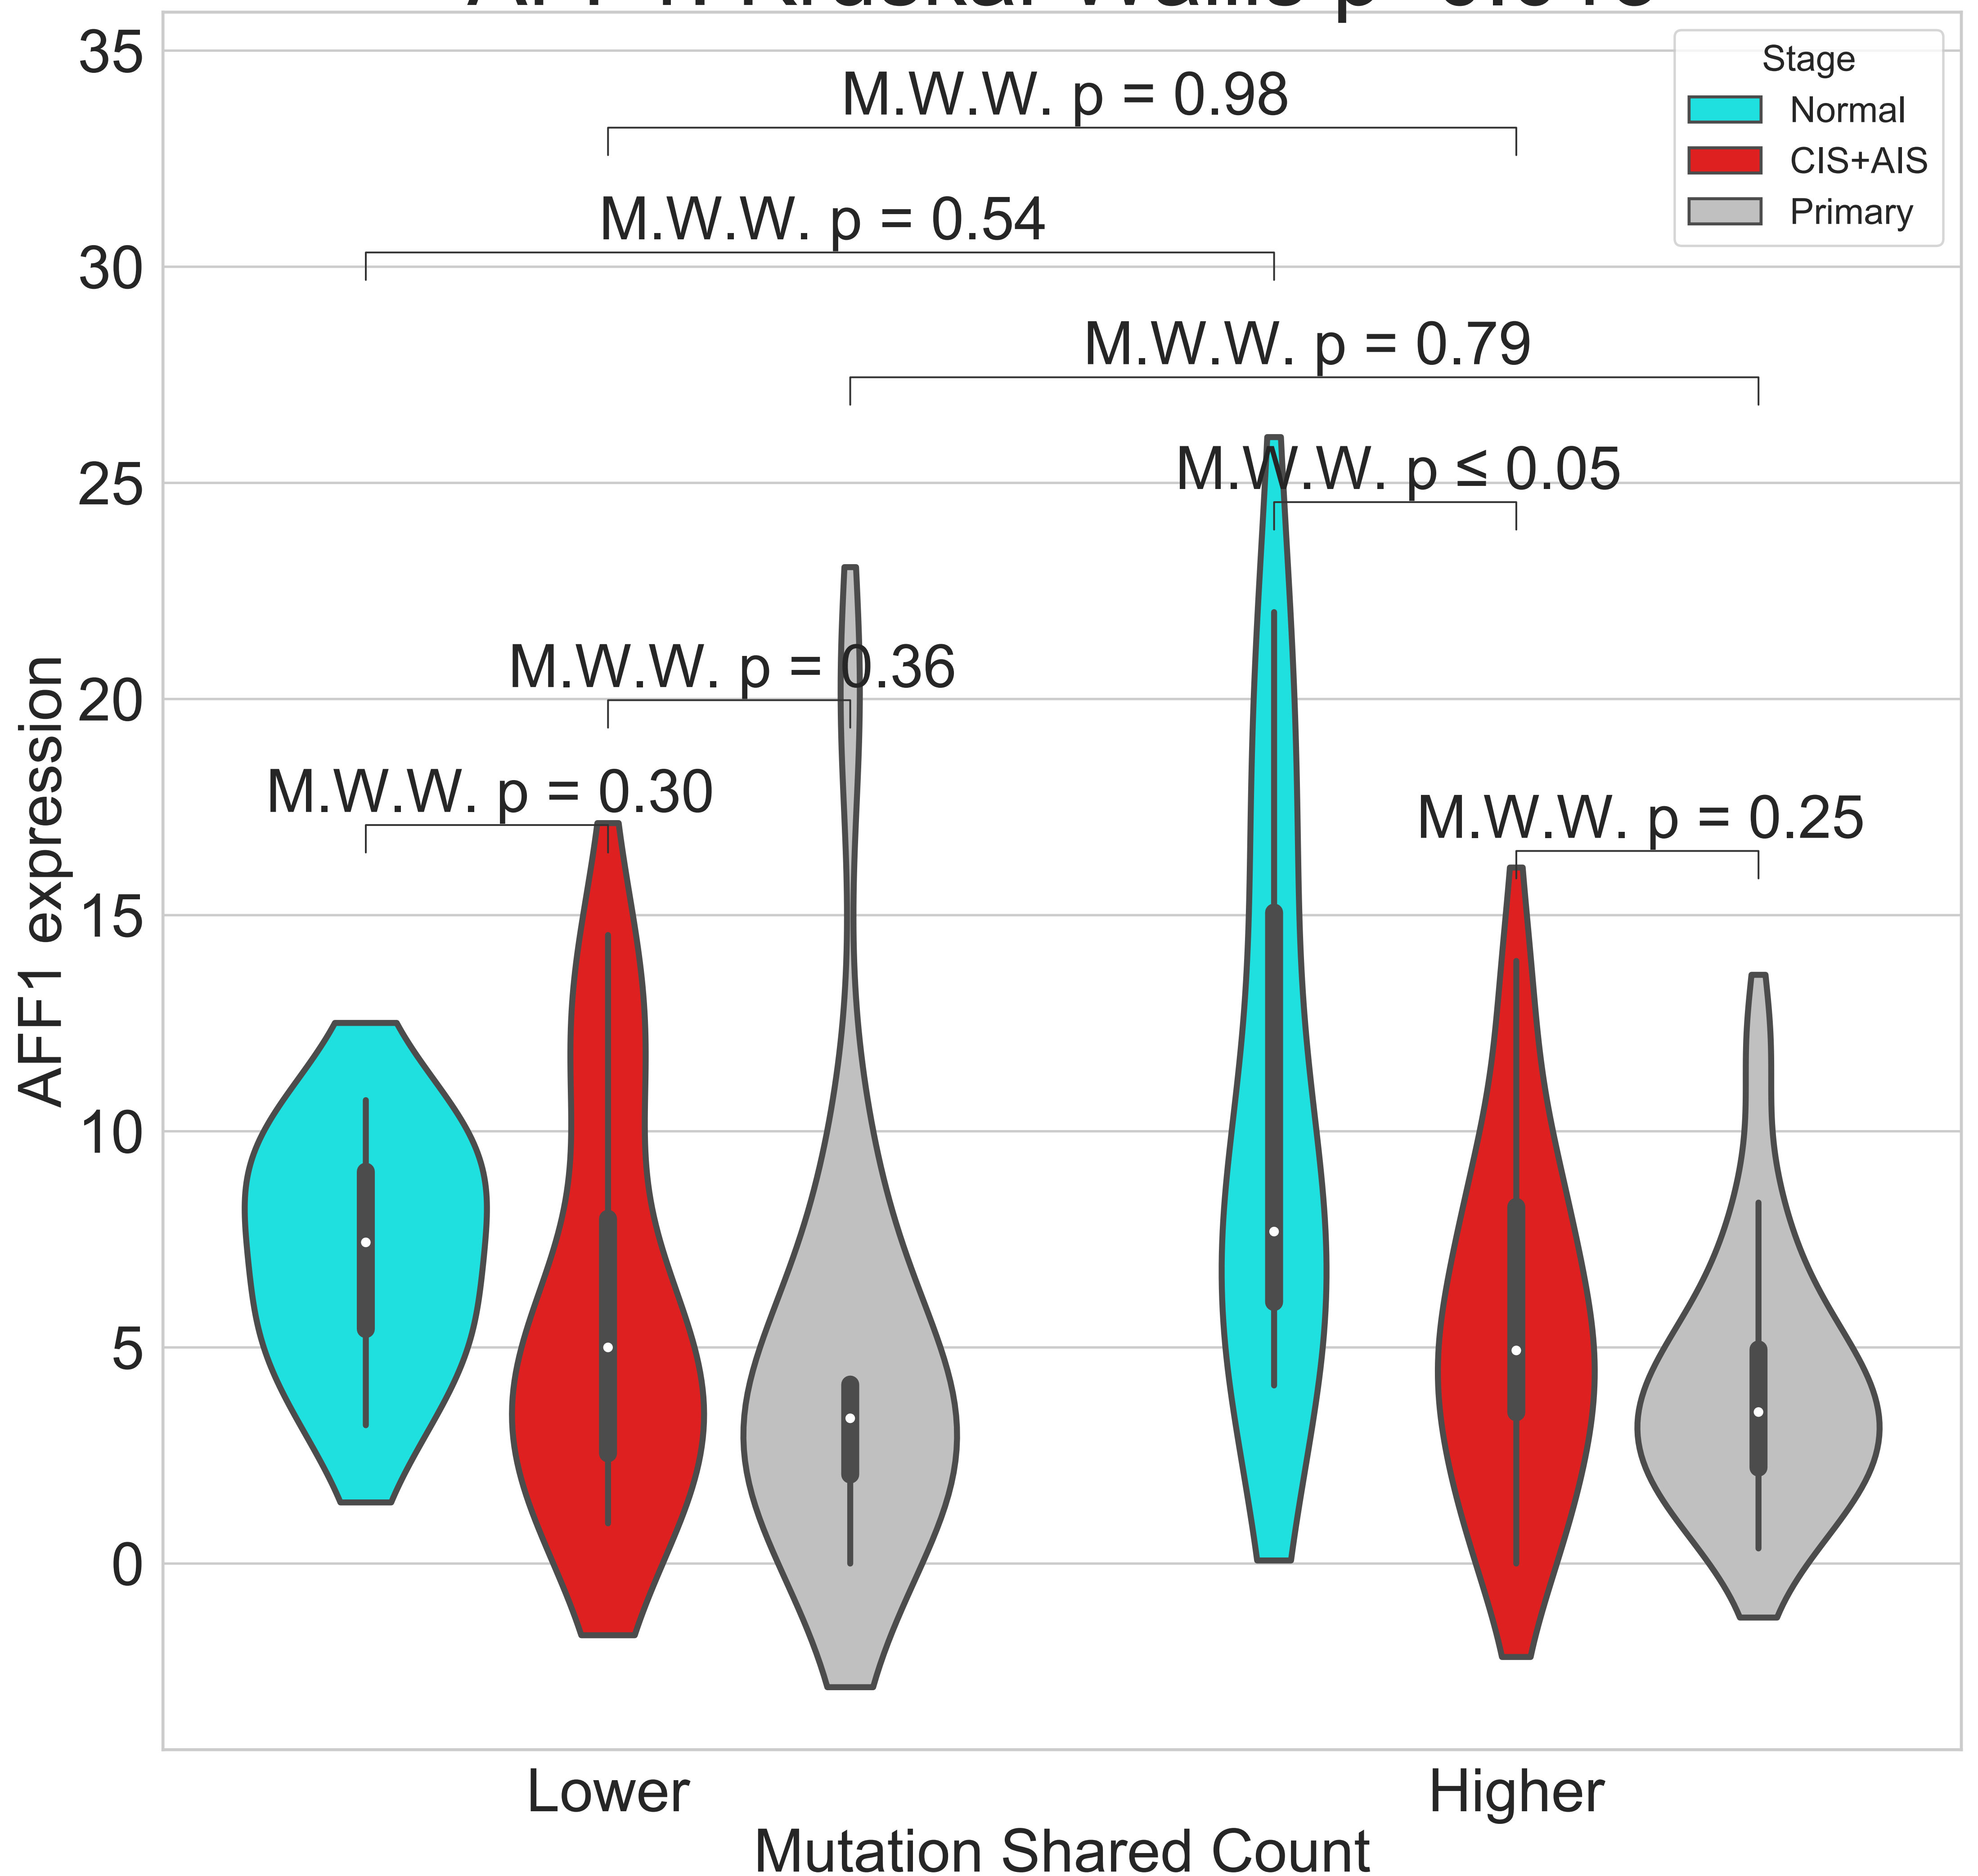 35
M.W.W. p = 0.98
Stage
Normal
CIS+AIS
Primary
M.W.W. p = 0.54
30
M.W.W. p = 0.79
25
M.W.W. p ≤ 0.05
20
M.W.W. p = 0.36
M.W.W. p = 0.30
M.W.W. p = 0.25
15
10
5
0
AFF1 expression
Lower
Higher
Mutation Shared Count